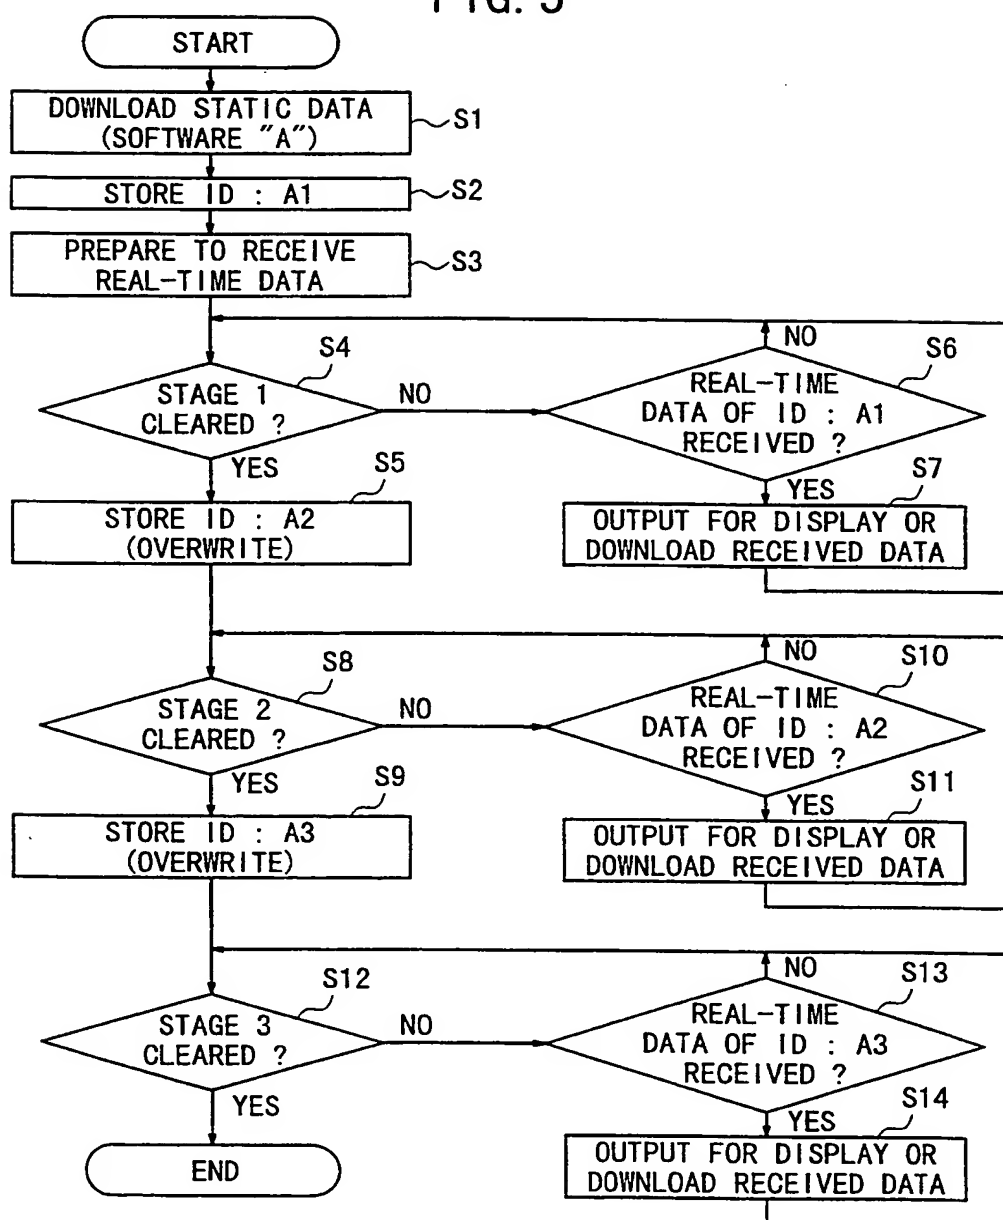 START
DOWNLOAD STATIC DATA
(SOFTWARE "A")
S1
STORE ID : A1
S2
PREPARE TO RECEIVE
REAL-TIME DATA
S3
S4
STAGE 1
CLEARED ?
NO
YES
NO
S6
REAL-TIME
DATA OF ID : A1
RECEIVED ?
YES
S5
STORE ID : A2
(OVERWRITE)
S7
OUTPUT FOR DISPLAY OR
DOWNLOAD RECEIVED DATA
S8
STAGE 2
CLEARED ?
NO
YES
NO
S10
REAL-TIME
DATA OF ID : A2
RECEIVED ?
YES
S9
STORE ID : A3
(OVERWRITE)
S11
OUTPUT FOR DISPLAY OR
DOWNLOAD RECEIVED DATA
S12
STAGE 3
CLEARED ?
NO
YES
NO
S13
REAL-TIME
DATA OF ID : A3
RECEIVED ?
YES
END
S14
OUTPUT FOR DISPLAY OR
DOWNLOAD RECEIVED DATA